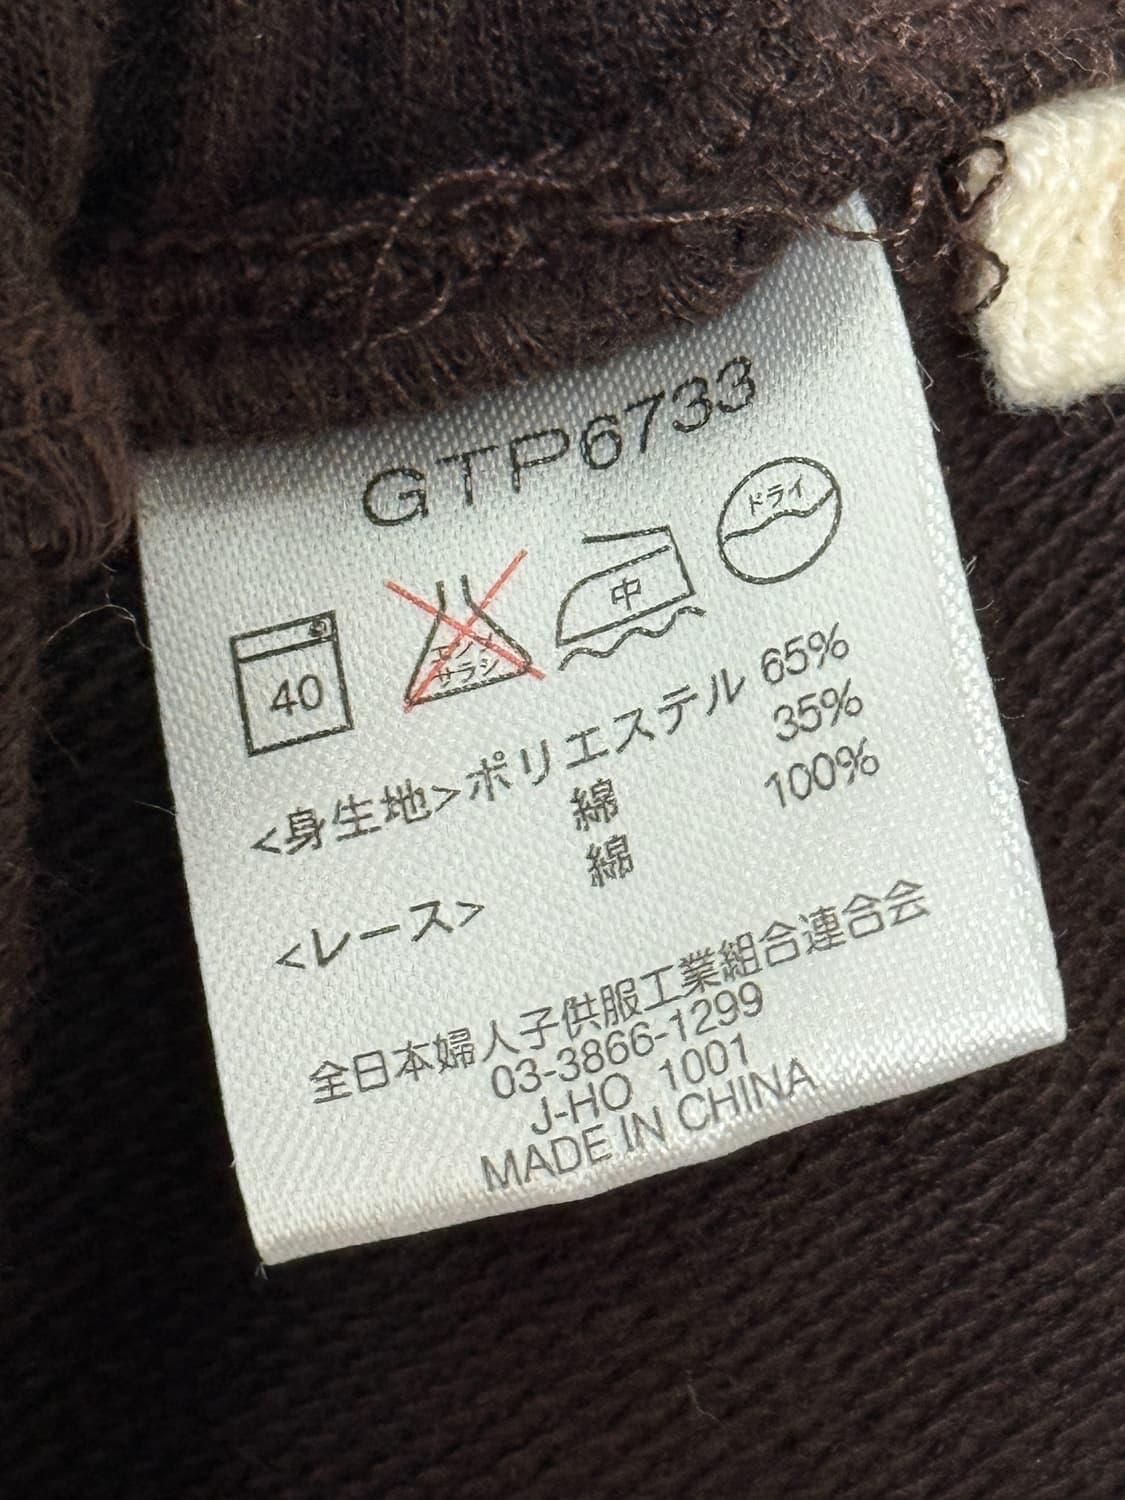 GTP6733
40
エンソ
サラシ
中
ドライ
<身生地>ポリエステル 65%
綿 35%
<レース> 綿 100%
全日本婦人子供服工業組合連合会
03-3866-1299
J-HO 1001
MADE IN CHINA